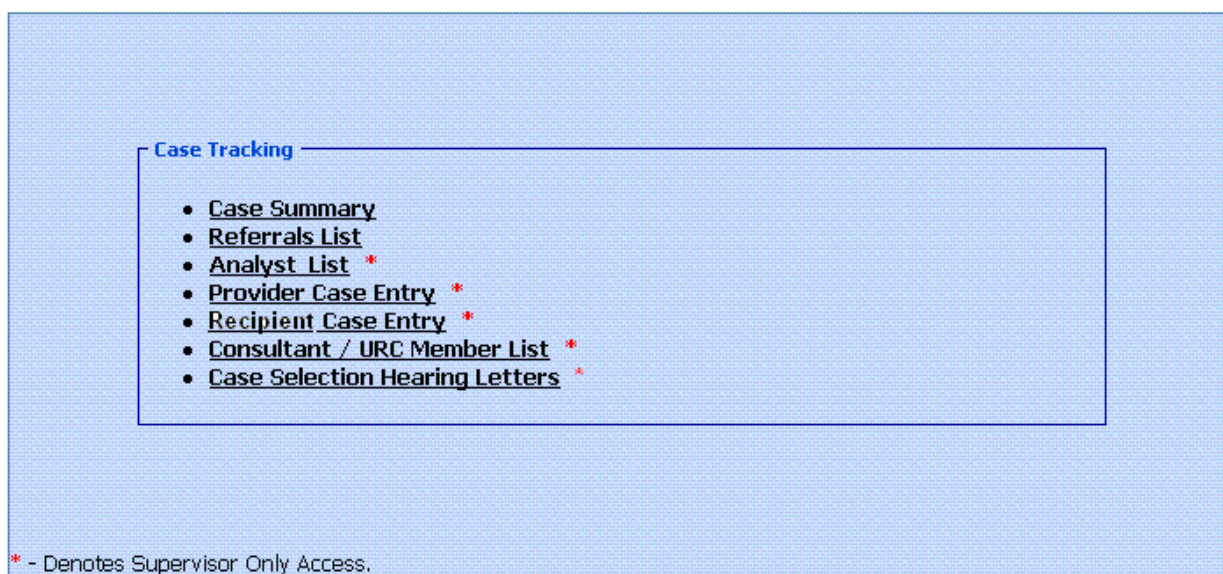 Case Tracking
• Case Summary
• Referrals List
• Analyst List *
• Provider Case Entry *
• Recipient Case Entry *
• Consultant / URC Member List *
• Case Selection Hearing Letters *
* - Denotes Supervisor Only Access.